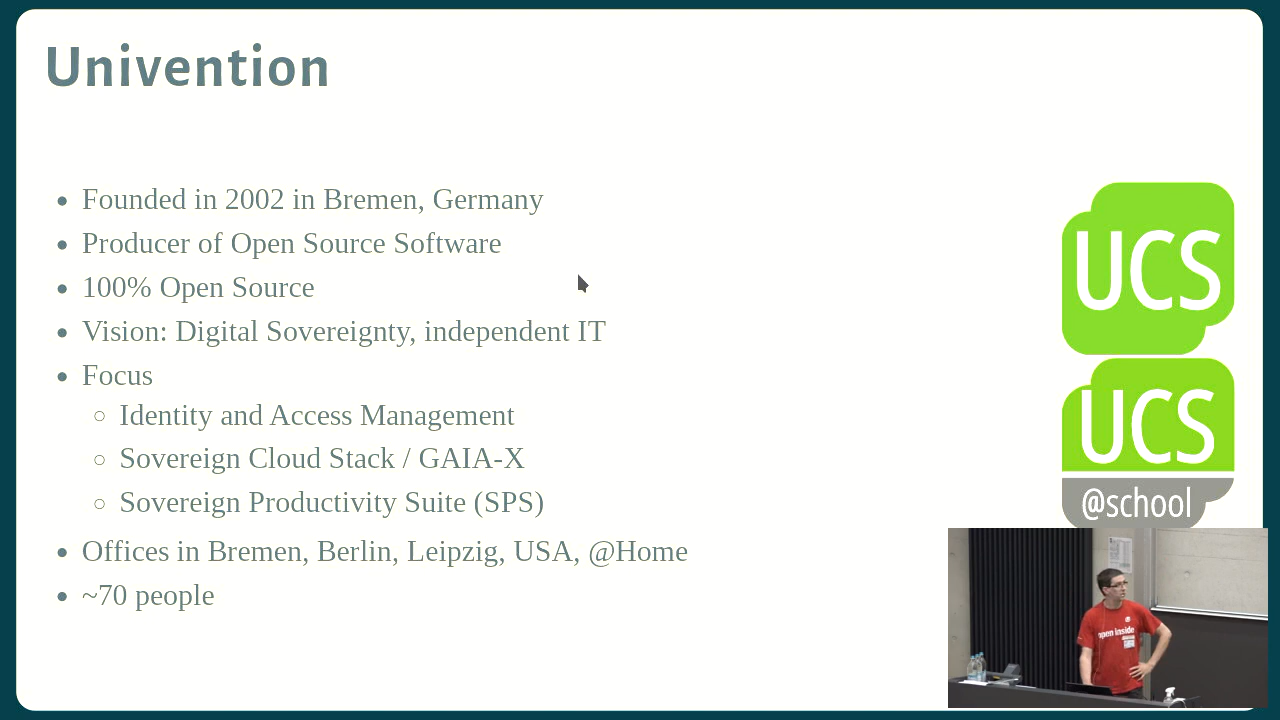 Univention
Founded in 2002 in Bremen, Germany
Producer of Open Source Software
100% Open Source
Vision: Digital Sovereignty, independent IT
Focus
Identity and Access Management
Sovereign Cloud Stack / GAIA-X
Sovereign Productivity Suite (SPS)
Offices in Bremen, Berlin, Leipzig, USA, @Home
~70 people
UCS
UCS
@school
open inside